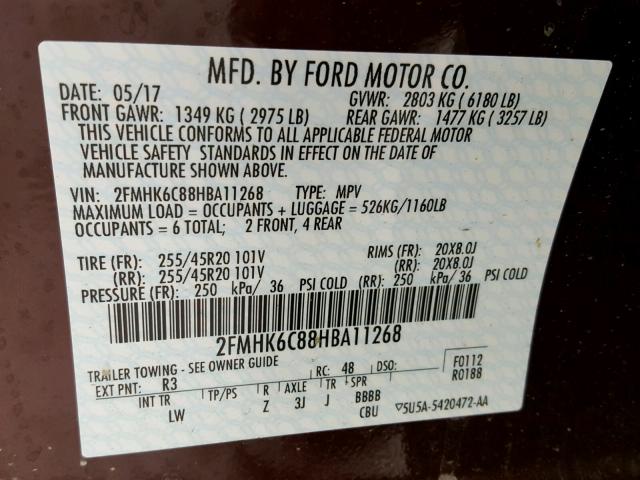 MFD. BY FORD MOTOR CO.
DATE: 05/17 GVWR: 2803 KG ( 6180 LB)
FRONT GAWR: 1349 KG ( 2975 LB) REAR GAWR: 1477 KG ( 3257 LB)
THIS VEHICLE CONFORMS TO ALL APPLICABLE FEDERAL MOTOR
VEHICLE SAFETY STANDARDS IN EFFECT ON THE DATE OF
MANUFACTURE SHOWN ABOVE.
VIN: 2FMHK6C88HBA11268 TYPE: MPV
MAXIMUM LOAD = OCCUPANTS + LUGGAGE = 526KG/1160LB
OCCUPANTS = 6 TOTAL; 2 FRONT, 4 REAR
TIRE (FR): 255/45R20 101V RIMS (FR): 20X8.0J
(RR): 255/45R20 101V (RR): 20X8.0J
PRESSURE (FR): 250 kPa/ 36 PSI COLD (RR): 250 kPa/ 36 PSI COLD
2FMHK6C88HBA11268
TRAILER TOWING - SEE OWNER GUIDE
EXT PNT: R3 RC: 48 DSO: F0112
R0188
INT TR TP/PS R AXLE TR SPR
LW Z 3J J BBBB
CBU ▽5U5A-5420472-AA